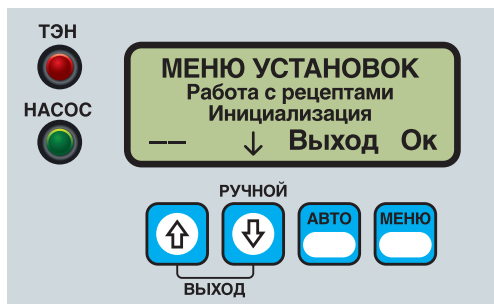 ТЭН
НАСОС
МЕНЮ УСТАНОВОК
Работа с рецептами
Инициализация
—— ↓ Выход Ок
РУЧНОЙ
АВТО МЕНЮ
ВЫХОД